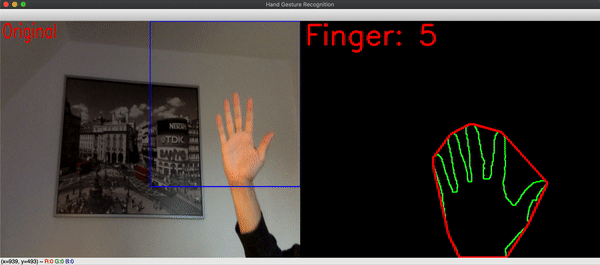 Hand Gesture Recognition
Original
Finger: 5
TDK
(x=939, y=493) ~ R:0 G:0 B:0